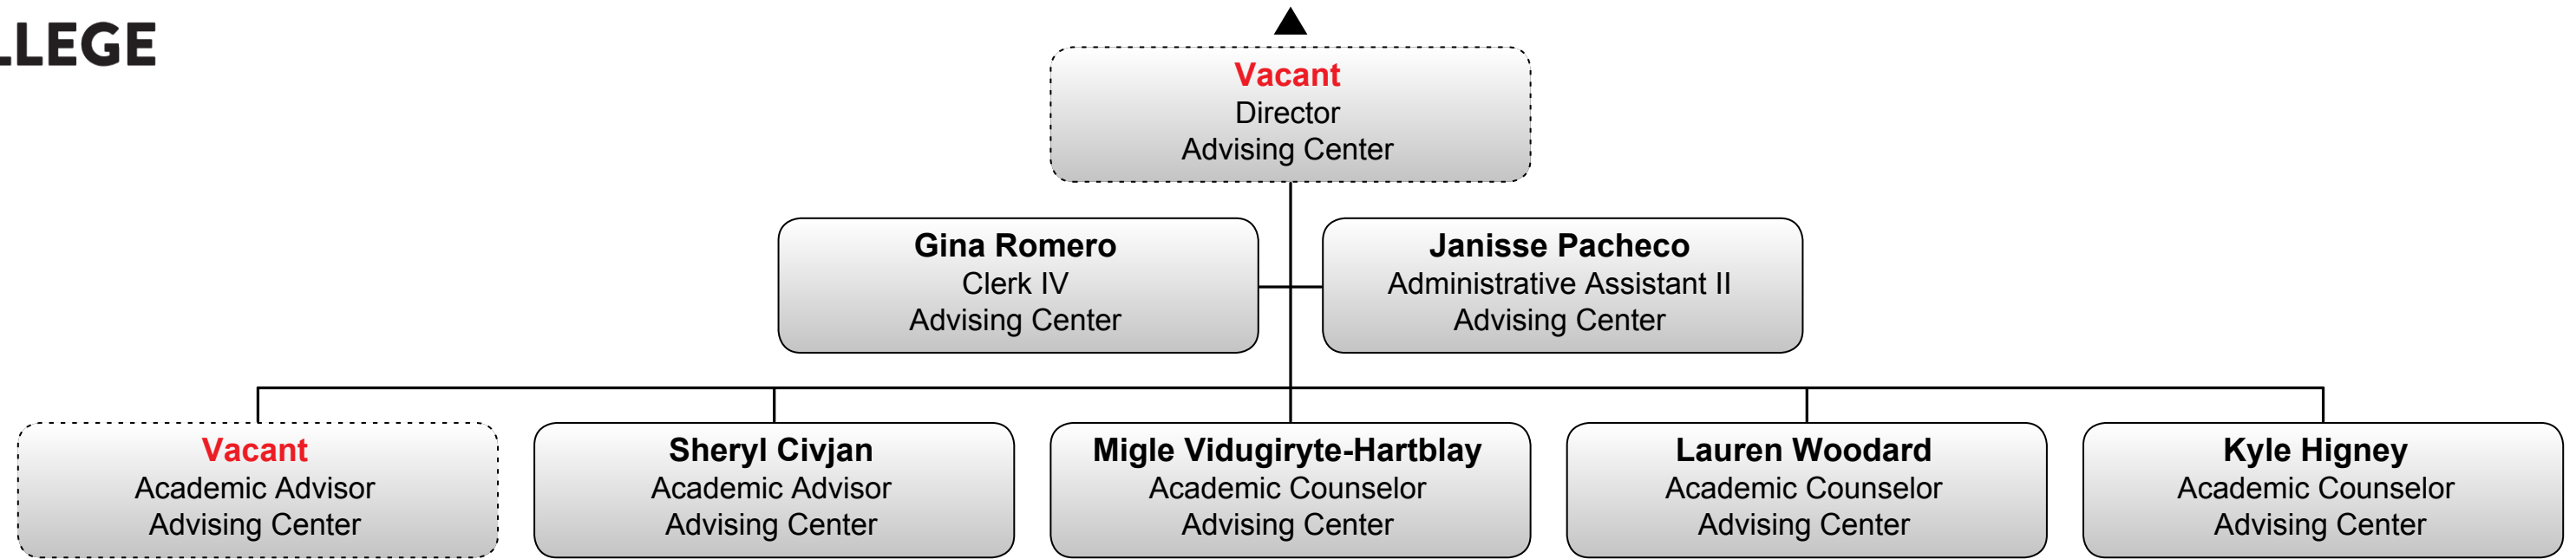 LLEGE
Vacant
Director
Advising Center
Gina Romero
Clerk IV
Advising Center
Janisse Pacheco
Administrative Assistant II
Advising Center
Vacant
Academic Advisor
Advising Center
Sheryl Civjan
Academic Advisor
Advising Center
Migle Vidugiryte-Hartblay
Academic Counselor
Advising Center
Lauren Woodard
Academic Counselor
Advising Center
Kyle Higney
Academic Counselor
Advising Center